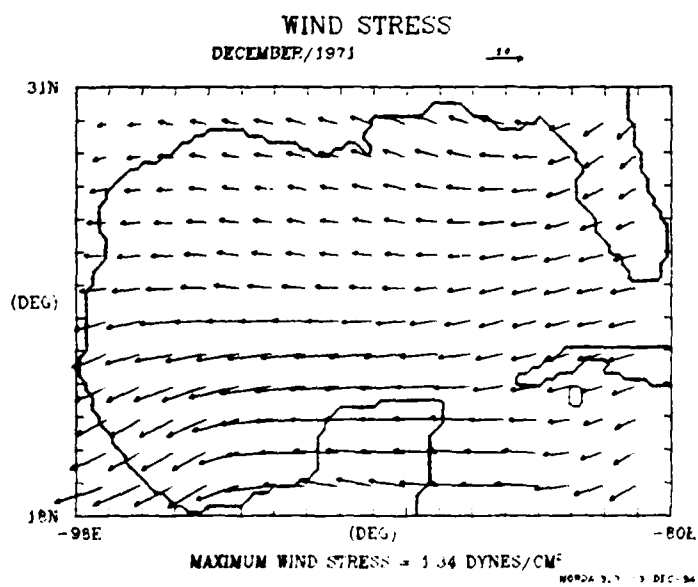 WIND STRESS
DECEMBER/1971
31N
(DEG)
18N
-98E
(DEG)
-80E
MAXIMUM WIND STRESS = 1.34 DYNES/CM²